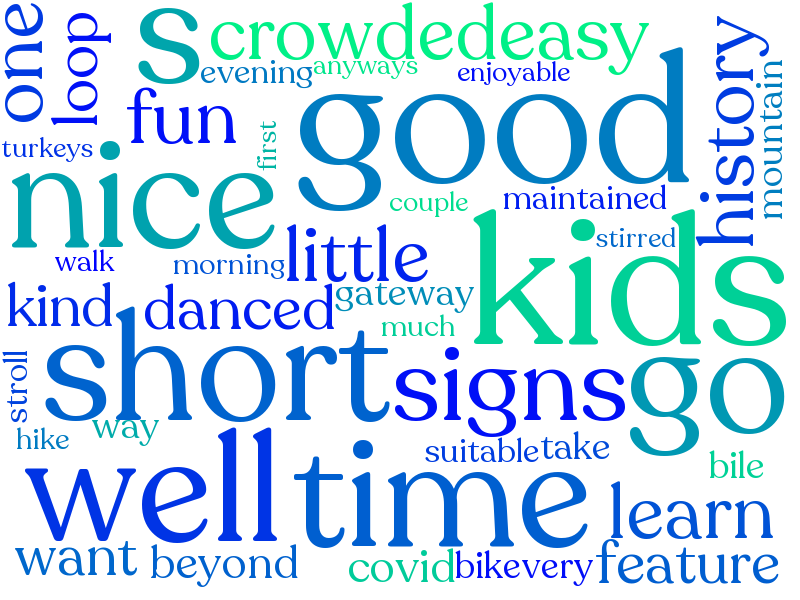 one
loop
s
crowded
easy
evening
anyways
enjoyable
fun
good
history
mountain
turkeys
first
nice
couple
maintained
kids
stirred
walk
morning
little
kind
danced
gateway
much
short
signs
go
stroll
hike
way
suitable
take
bile
well
time
learn
want
beyond
covid
bike
very
feature